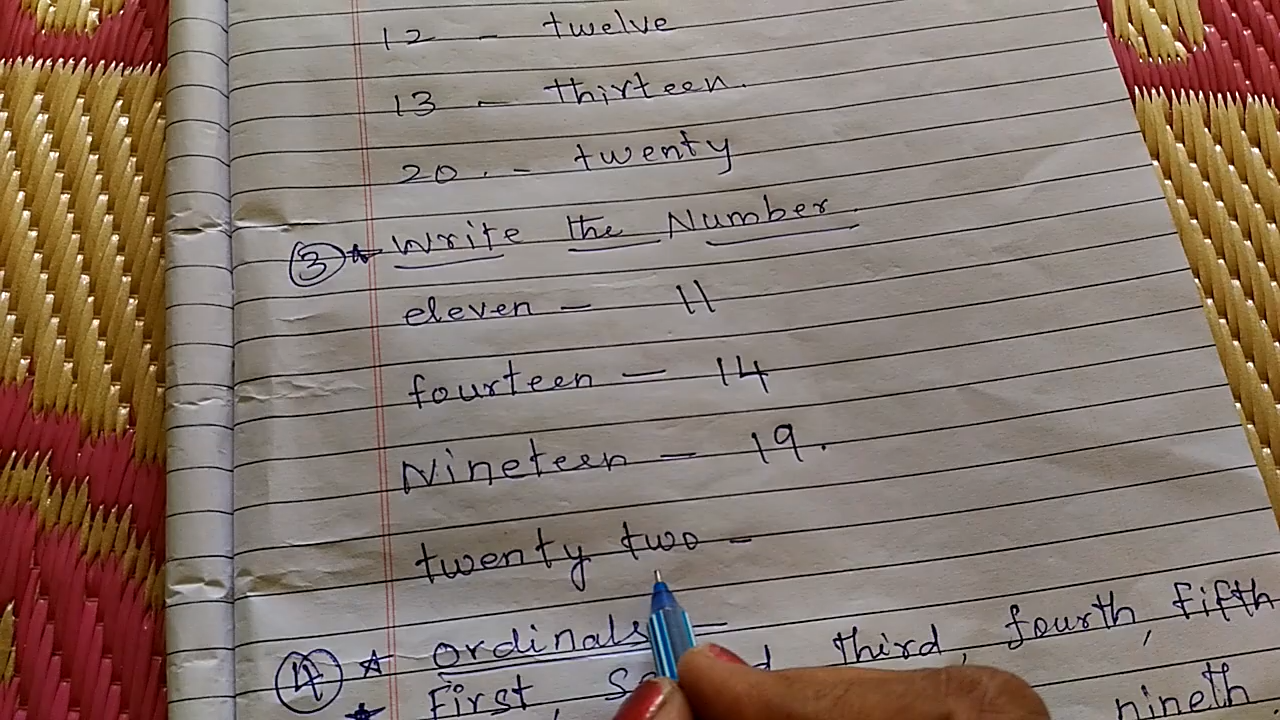 12 - twelve
13 - thirteen.
20. - twenty
③ ★ Write the Number
eleven - 11
fourteen - 14
Nineteen - 19.
twenty two -
④ ★ Ordinals -
★ First, third, fourth, fifth
nineth